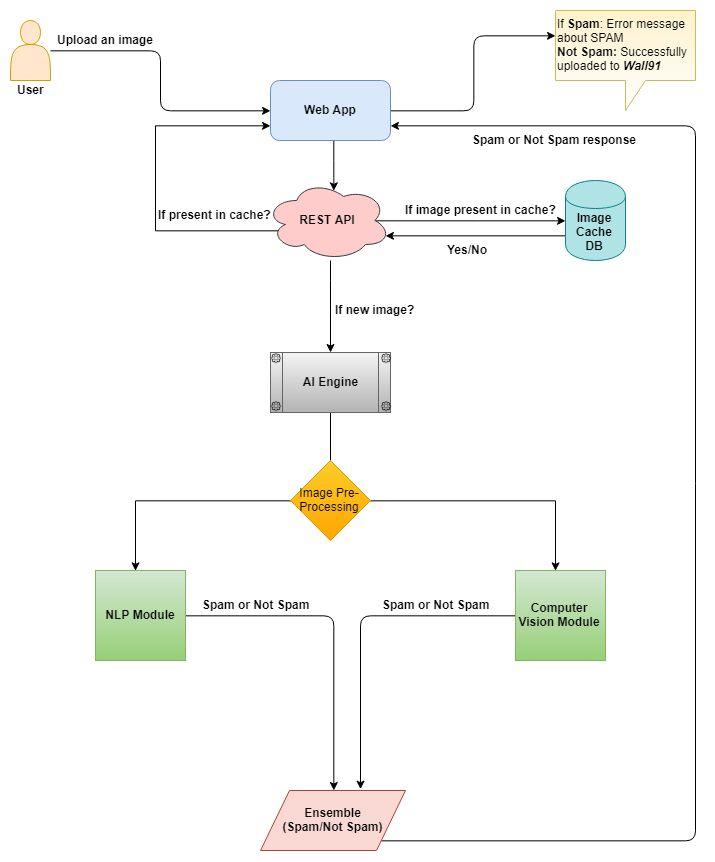 Upload an image
User
If Spam: Error message
about SPAM
Not Spam: Successfully
uploaded to Wall91
Web App
Spam or Not Spam response
If present in cache?
REST API
If image present in cache?
Yes/No
Image
Cache
DB
If new image?
AI Engine
Image Pre-
Processing
NLP Module
Spam or Not Spam
Spam or Not Spam
Computer
Vision Module
Ensemble
(Spam/Not Spam)